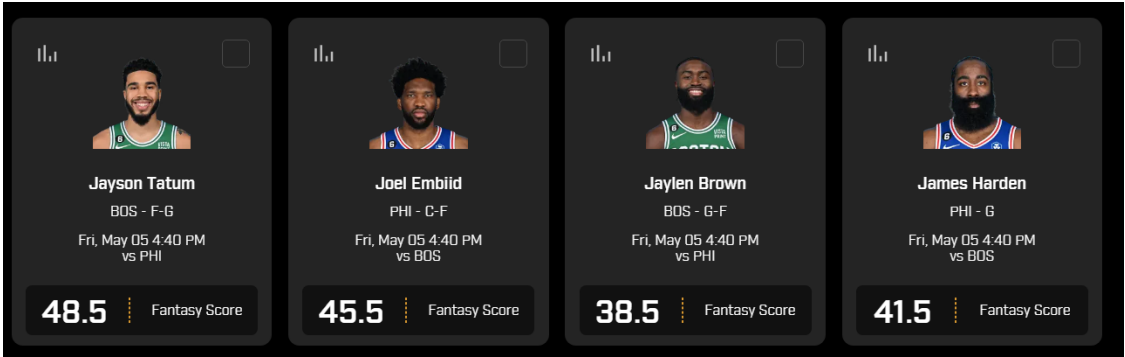 Jayson Tatum
BOS - F-G
Fri, May 05 4:40 PM
vs PHI
48.5
Fantasy Score
Joel Embiid
PHI - C-F
Fri, May 05 4:40 PM
vs BOS
45.5
Fantasy Score
Jaylen Brown
BOS - G-F
Fri, May 05 4:40 PM
vs PHI
38.5
Fantasy Score
James Harden
PHI - G
Fri, May 05 4:40 PM
vs BOS
41.5
Fantasy Score